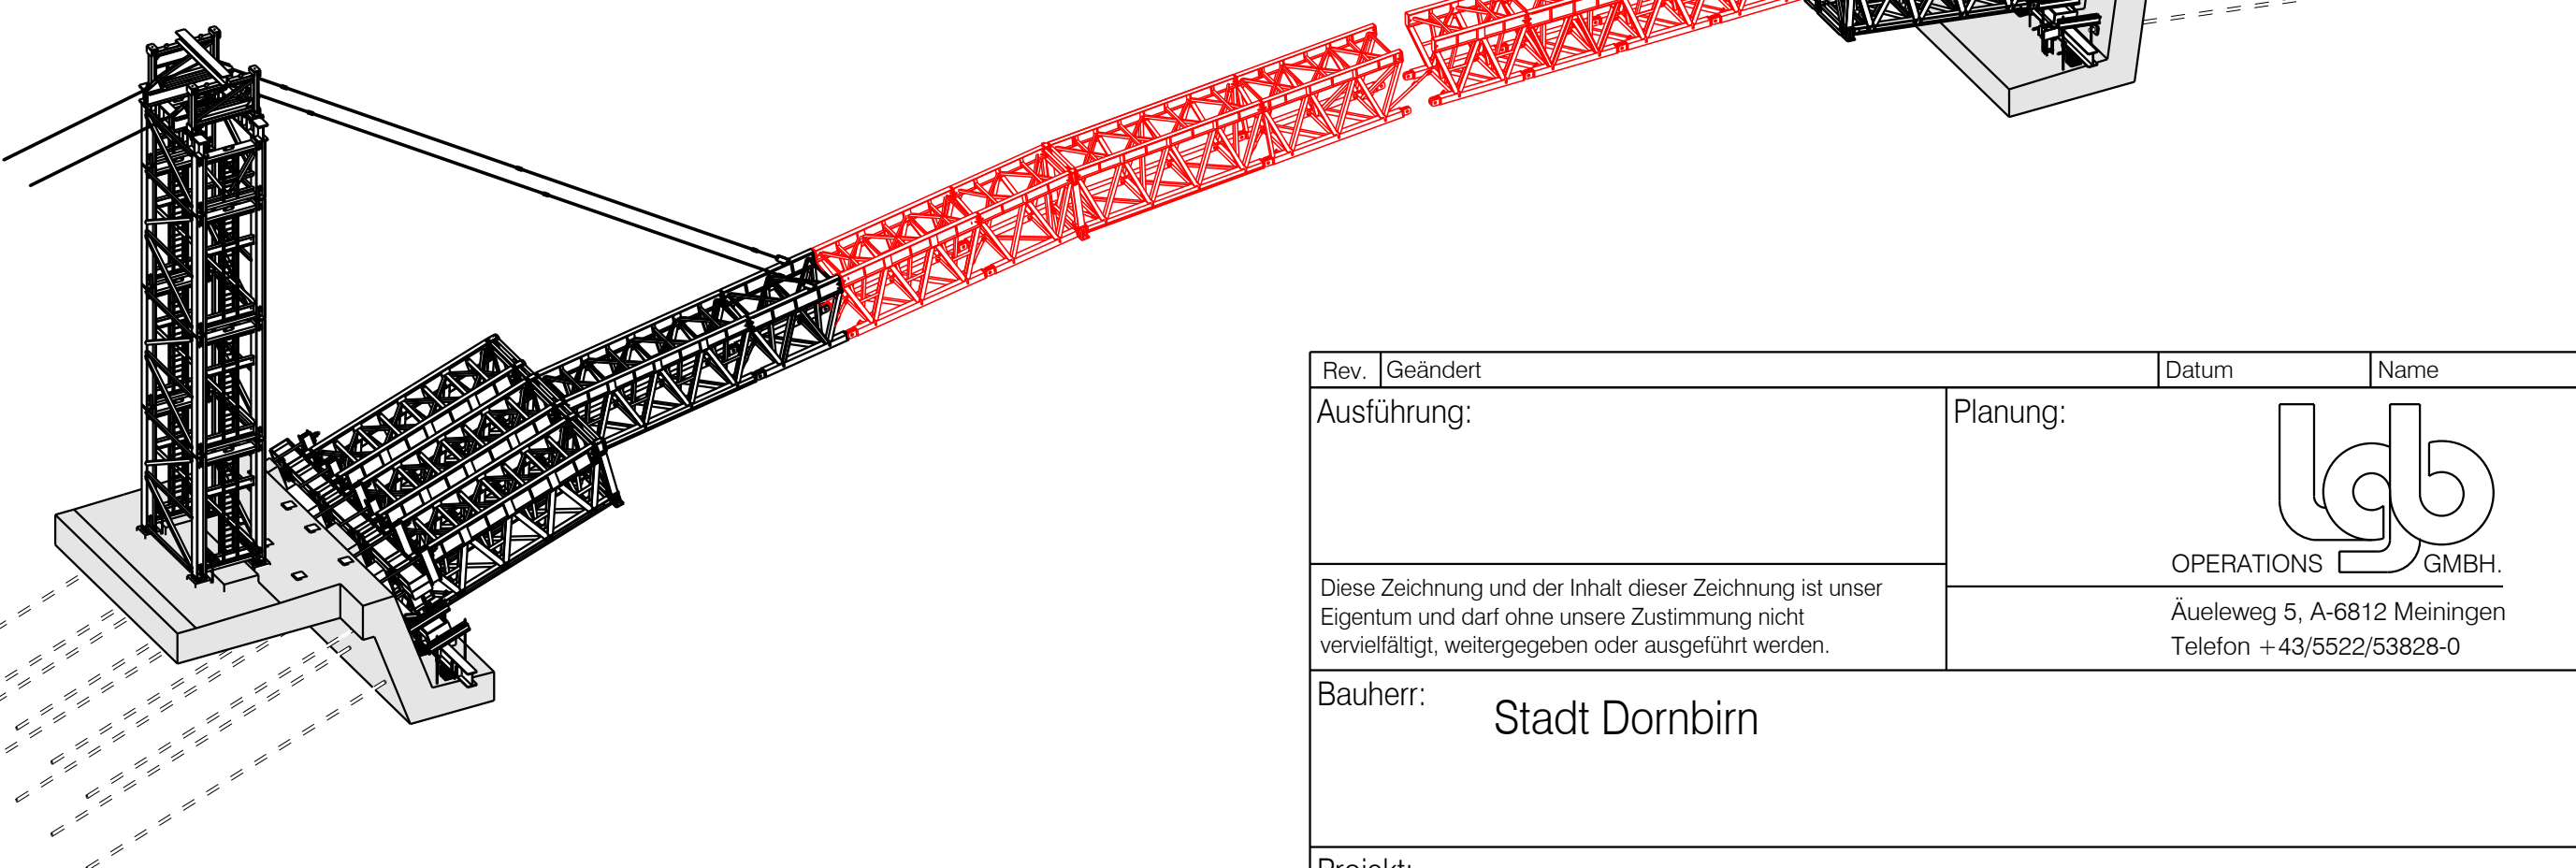 Rev. Geändert Datum Name
Ausführung:
Planung:
lgb
OPERATIONS GMBH.
Diese Zeichnung und der Inhalt dieser Zeichnung ist unser
Eigentum und darf ohne unsere Zustimmung nicht
vervielfältigt, weitergegeben oder ausgeführt werden.
Äueleweg 5, A-6812 Meiningen
Telefon +43/5522/53828-0
Bauherr:
Stadt Dornbirn
Projekt: